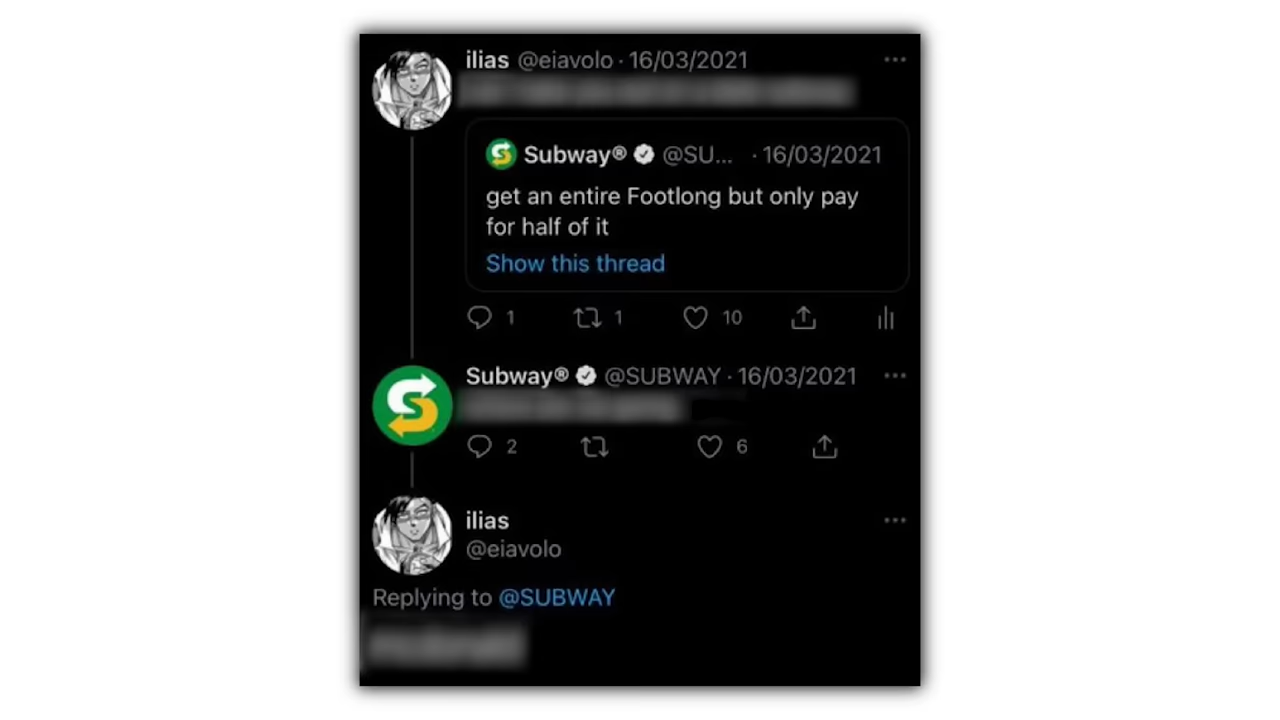 ilias @eiavolo · 16/03/2021
Subway® @SU... · 16/03/2021
get an entire Footlong but only pay
for half of it
Show this thread
1 1 10
Subway® @SUBWAY · 16/03/2021
2 6
ilias
@eiavolo
Replying to @SUBWAY